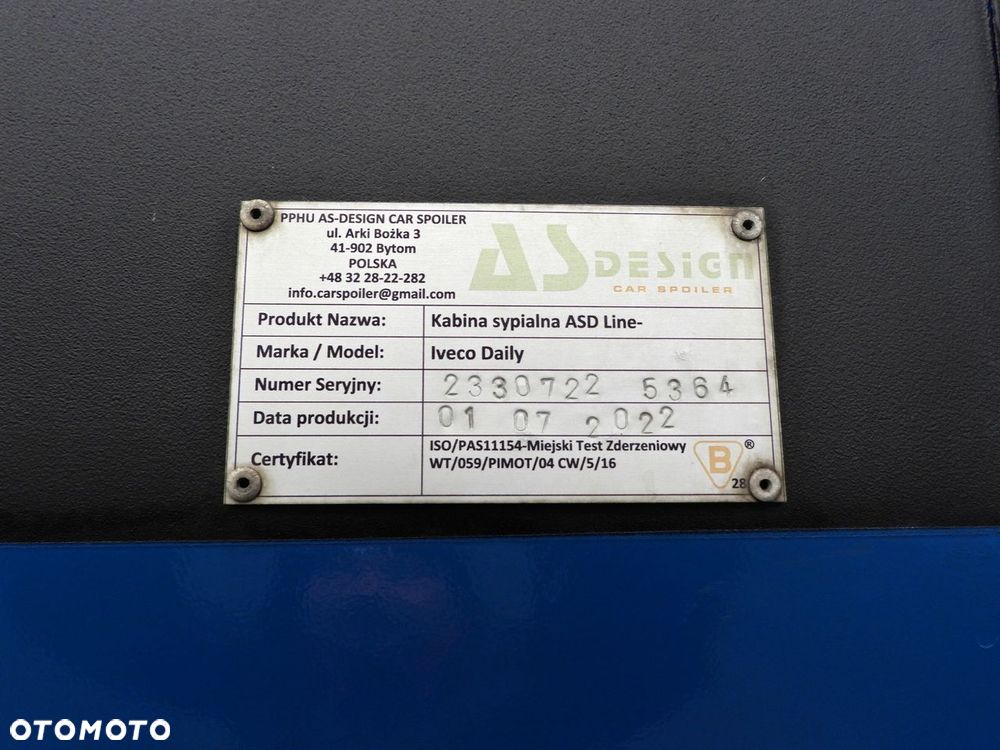 PPHU AS-DESIGN CAR SPOILER
ul. Arki Bożka 3
41-902 Bytom
POLSKA
+48 32 28-22-282
info.carspoiler@gmail.com
AS DESIGN
CAR SPOILER
Produkt Nazwa: Kabina sypialna ASD Line-
Marka / Model: Iveco Daily
Numer Seryjny: 2330722 5364
Data produkcji: 01 07 2022
Certyfikat: ISO/PAS11154-Miejski Test Zderzeniowy
WT/059/PIMOT/04 CW/5/16
B ®
28
OTOMOTO